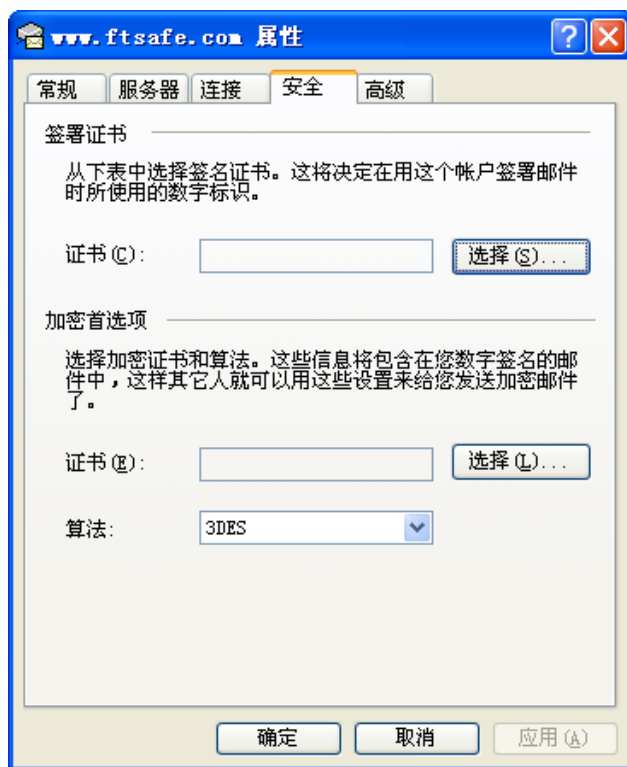 www.ftsafe.com 属性
常规 服务器 连接 安全 高级
签署证书
从下表中选择签名证书。这将决定在用这个帐户签署邮件
时所使用的数字标识。
证书(C): 选择(S)...
加密首选项
选择加密证书和算法。这些信息将包含在您数字签名的邮
件中，这样其它人就可以用这些设置来给您发送加密邮件
了。
证书(E): 选择(L)...
算法: 3DES
确定 取消 应用(A)